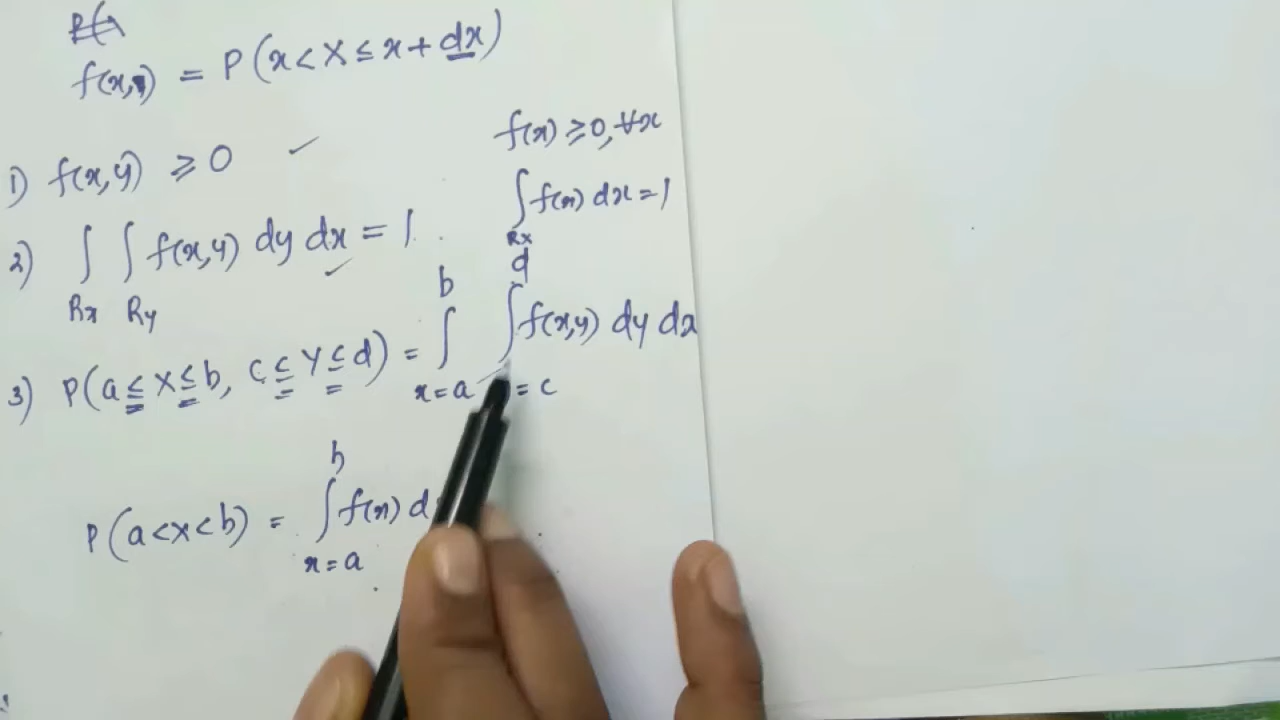 f(x,y) = P(x < X ≤ x + dx)
f(x) ≥ 0, ∀x
1) f(x,y) ≥ 0 ✓
∫ f(x) dx = 1
Rx
2) ∫ ∫ f(x,y) dy dx = 1. ✓
Rx Ry
b d
3) P(a ≤ X ≤ b, c ≤ Y ≤ d) = ∫ ∫ f(x,y) dy dx
x = a = c
b
P(a < X < b) = ∫ f(x) d
x = a